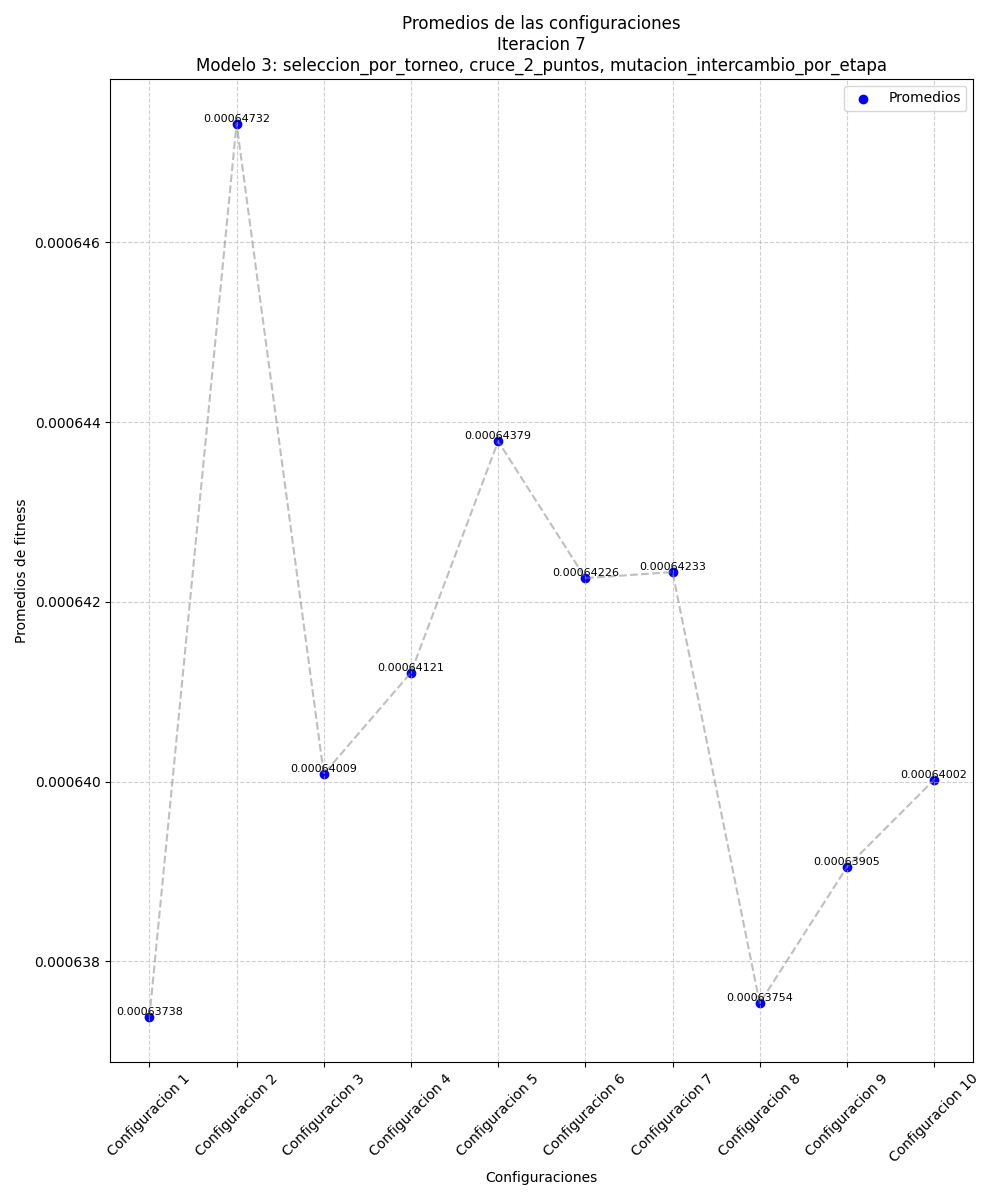 Promedios de las configuraciones
Iteracion 7
Modelo 3: seleccion_por_torneo, cruce_2_puntos, mutacion_intercambio_por_etapa
Promedios
0.00064732
0.000646
0.000644
0.00064379
0.00064226
0.00064233
0.000642
0.00064121
0.00064009
0.00064002
0.000640
0.00063905
0.000638
0.00063754
0.00063738
Promedios de fitness
Configuracion 1
Configuracion 2
Configuracion 3
Configuracion 4
Configuracion 5
Configuracion 6
Configuracion 7
Configuracion 8
Configuracion 9
Configuracion 10
Configuraciones